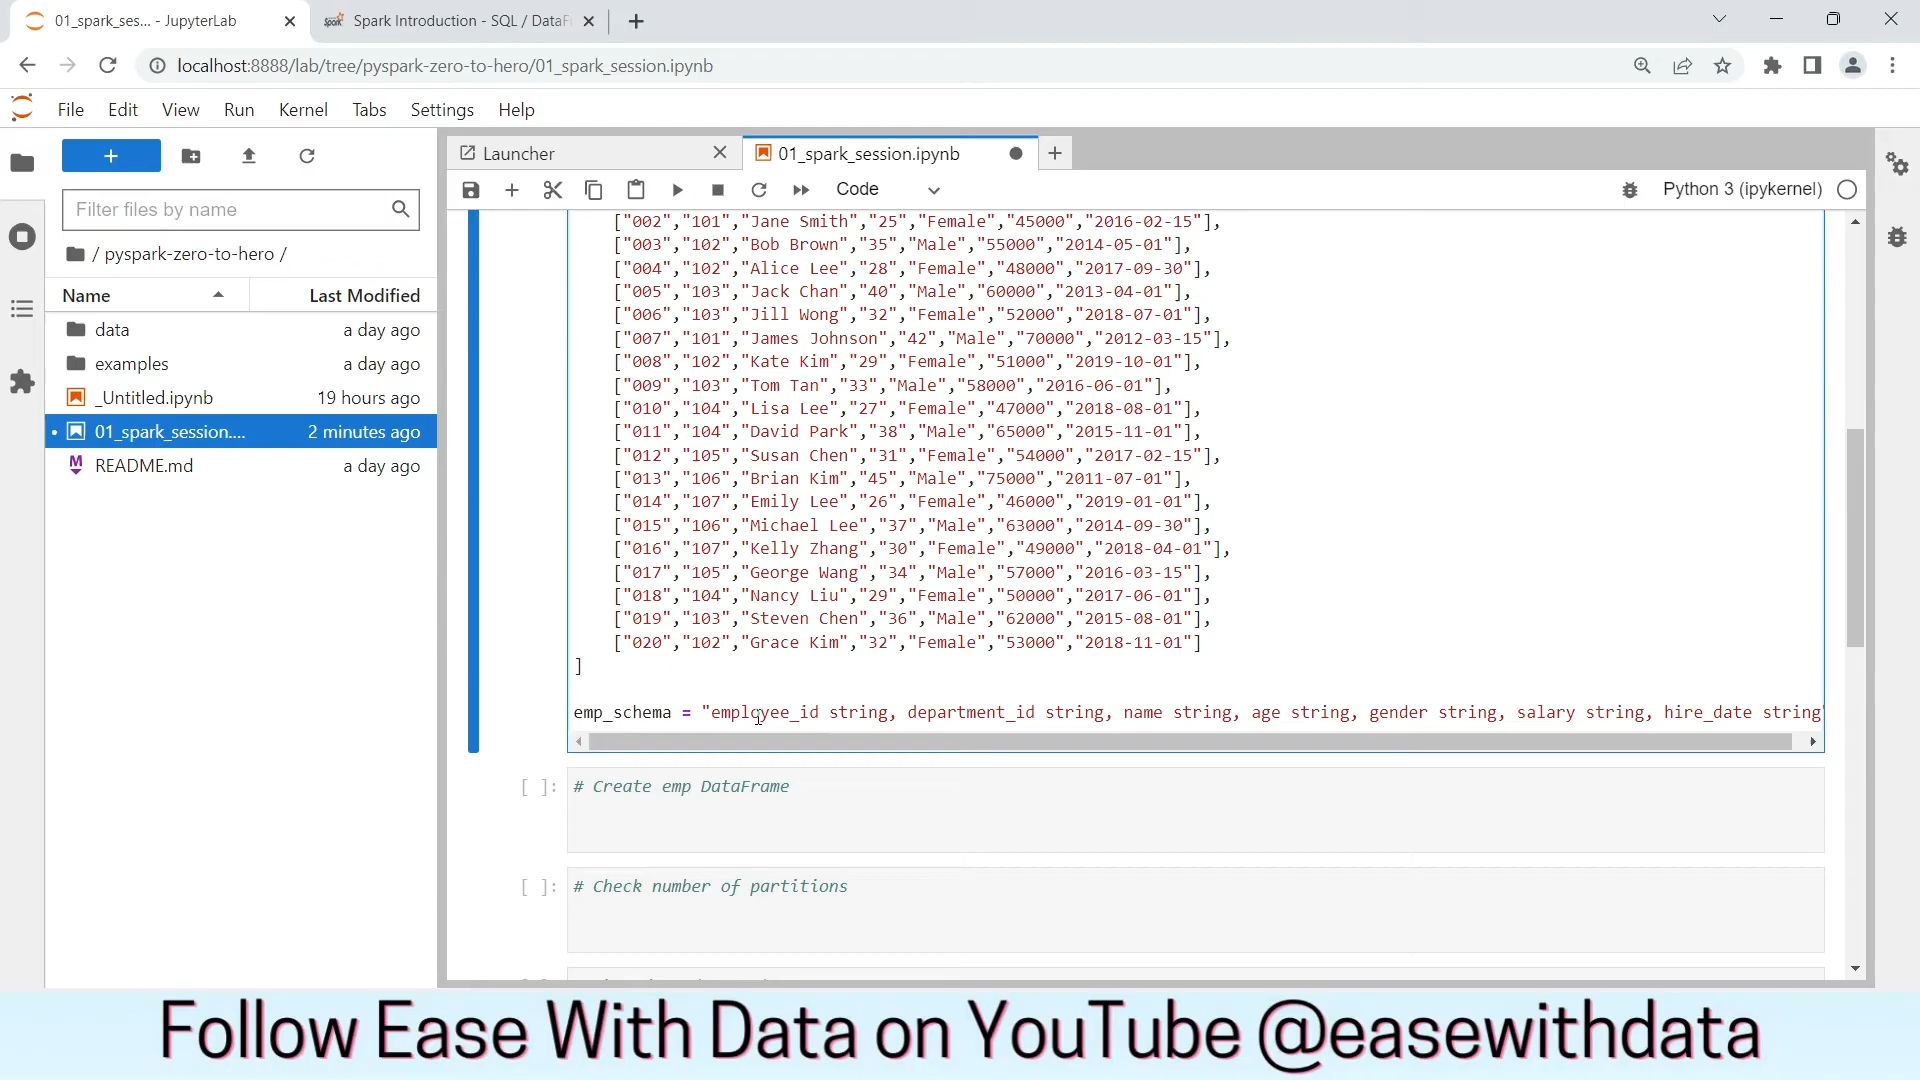 01_spark_ses... - JupyterLab
Spark Introduction - SQL / DataF
localhost:8888/lab/tree/pyspark-zero-to-hero/01_spark_session.ipynb
File Edit View Run Kernel Tabs Settings Help
Launcher
01_spark_session.ipynb
Code
Python 3 (ipykernel)
Filter files by name
/ pyspark-zero-to-hero /
Name Last Modified
data a day ago
examples a day ago
_Untitled.ipynb 19 hours ago
01_spark_session.... 2 minutes ago
README.md a day ago
["002","101","Jane Smith","25","Female","45000","2016-02-15"],
["003","102","Bob Brown","35","Male","55000","2014-05-01"],
["004","102","Alice Lee","28","Female","48000","2017-09-30"],
["005","103","Jack Chan","40","Male","60000","2013-04-01"],
["006","103","Jill Wong","32","Female","52000","2018-07-01"],
["007","101","James Johnson","42","Male","70000","2012-03-15"],
["008","102","Kate Kim","29","Female","51000","2019-10-01"],
["009","103","Tom Tan","33","Male","58000","2016-06-01"],
["010","104","Lisa Lee","27","Female","47000","2018-08-01"],
["011","104","David Park","38","Male","65000","2015-11-01"],
["012","105","Susan Chen","31","Female","54000","2017-02-15"],
["013","106","Brian Kim","45","Male","75000","2011-07-01"],
["014","107","Emily Lee","26","Female","46000","2019-01-01"],
["015","106","Michael Lee","37","Male","63000","2014-09-30"],
["016","107","Kelly Zhang","30","Female","49000","2018-04-01"],
["017","105","George Wang","34","Male","57000","2016-03-15"],
["018","104","Nancy Liu","29","Female","50000","2017-06-01"],
["019","103","Steven Chen","36","Male","62000","2015-08-01"],
["020","102","Grace Kim","32","Female","53000","2018-11-01"]
]
emp_schema = "employee_id string, department_id string, name string, age string, gender string, salary string, hire_date string"
[ ]: # Create emp DataFrame
[ ]: # Check number of partitions
Follow Ease With Data on YouTube @easewithdata